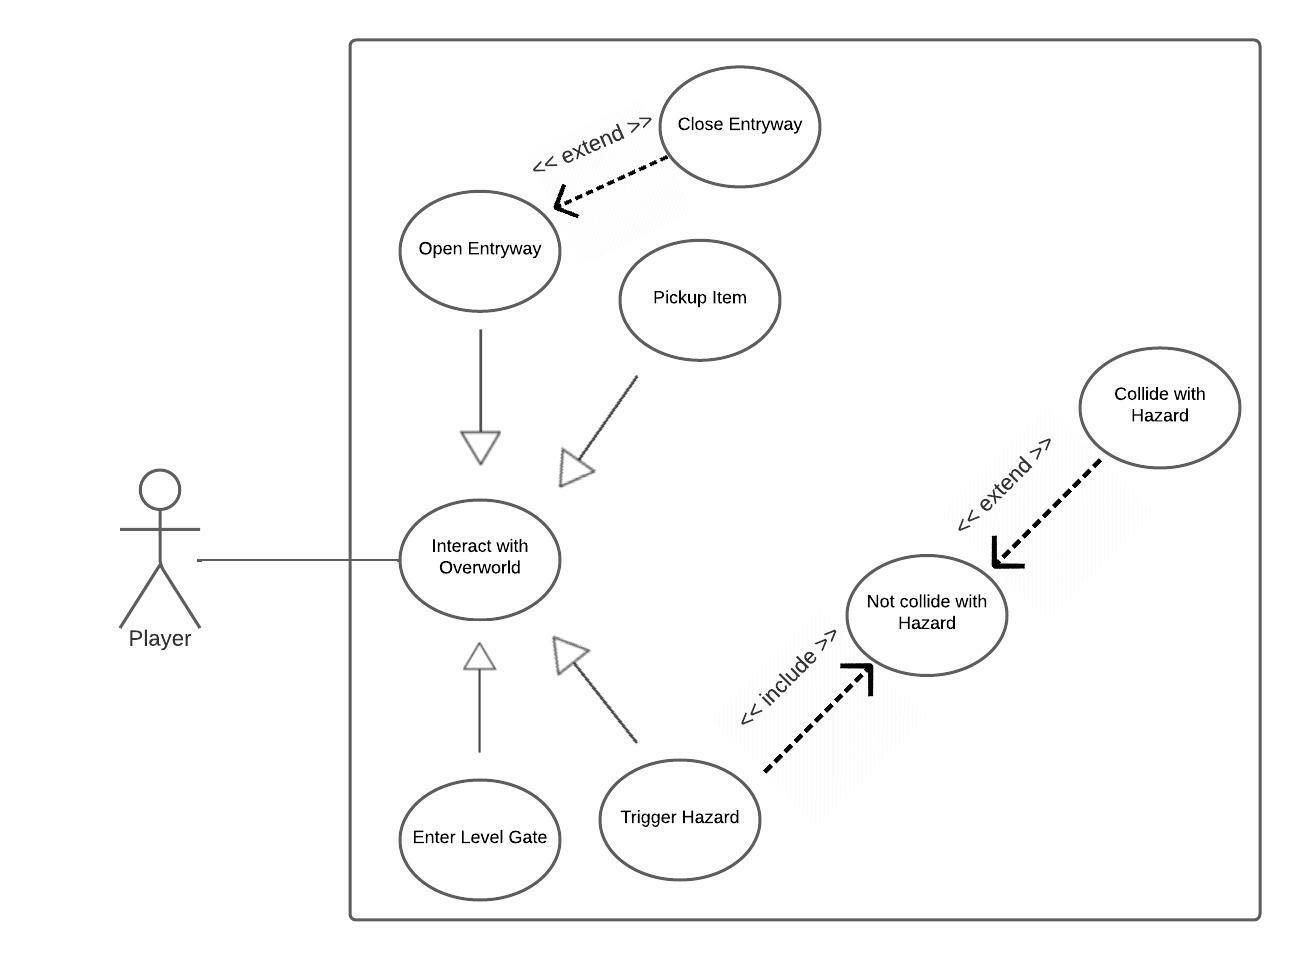 << extend >>
Close Entryway
Open Entryway
Pickup Item
Collide with
Hazard
<< extend >>
Interact with
Overworld
Not collide with
Hazard
Player
<< include >>
Enter Level Gate
Trigger Hazard